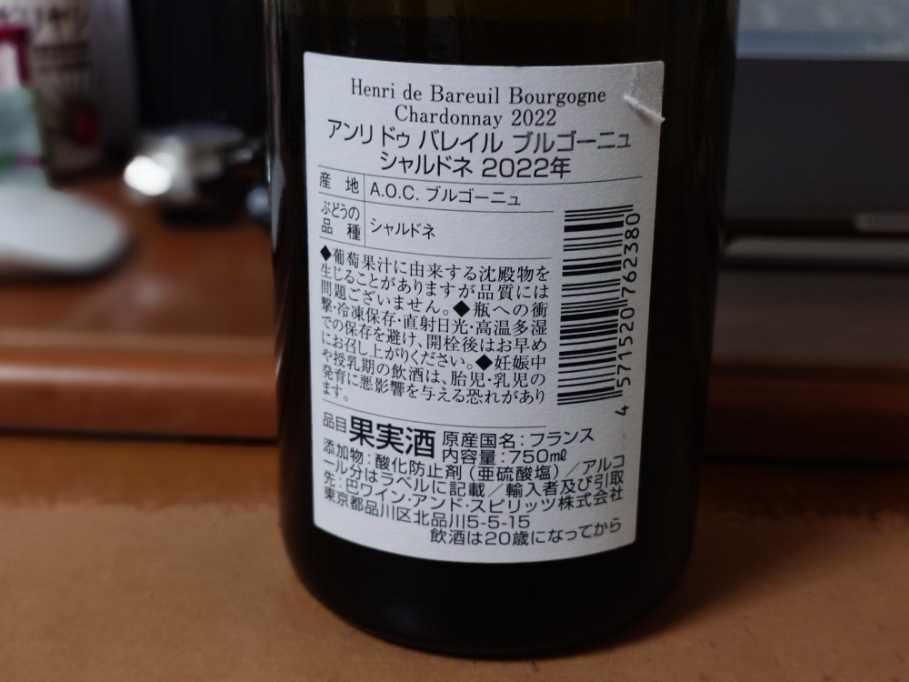 Henri de Bareuil Bourgogne
Chardonnay 2022
アンリ ドゥ バレイル ブルゴーニュ
シャルドネ 2022年
産地 A.O.C. ブルゴーニュ
ぶどうの品種 シャルドネ
◆葡萄果汁に由来する沈殿物を
生じることがありますが品質には
問題ございません。◆瓶への衝
撃・冷凍保存・直射日光・高温多湿
での保存を避け、開栓後はお早め
にお召し上がりください。◆妊娠中
や授乳期の飲酒は、胎児・乳児の
発育に悪影響を与える恐れがあり
ます。
4 571520 762380
品目 果実酒 原産国名：フランス
内容量：750㎖
添加物：酸化防止剤（亜硫酸塩）／アルコ
ール分はラベルに記載／輸入者及び引取
先：巴ワイン・アンド・スピリッツ株式会社
東京都品川区北品川5-5-15
飲酒は20歳になってから